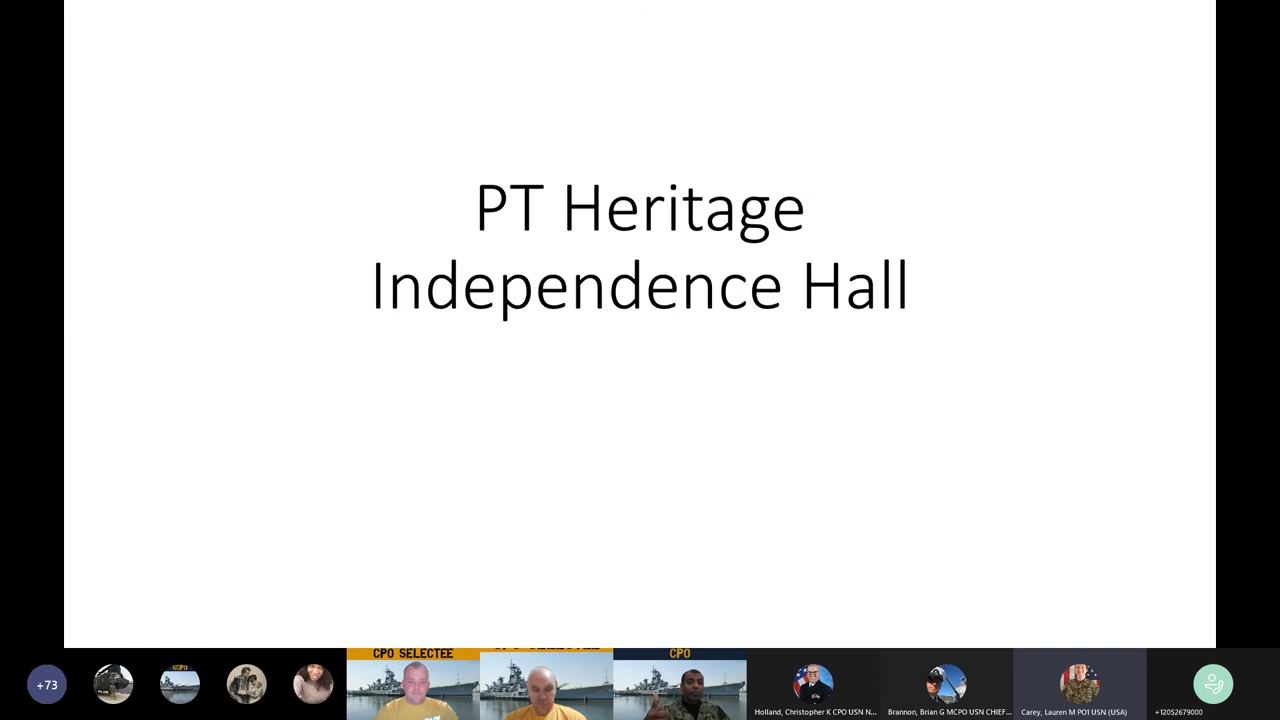 PT Heritage
Independence Hall
+73
SCPO
CPO SELECTEE
CPO
Holland, Christopher K CPO USN N...
Brannon, Brian G MCPO USN CHIEF...
Carey, Lauren M PO1 USN (USA)
+12052679000